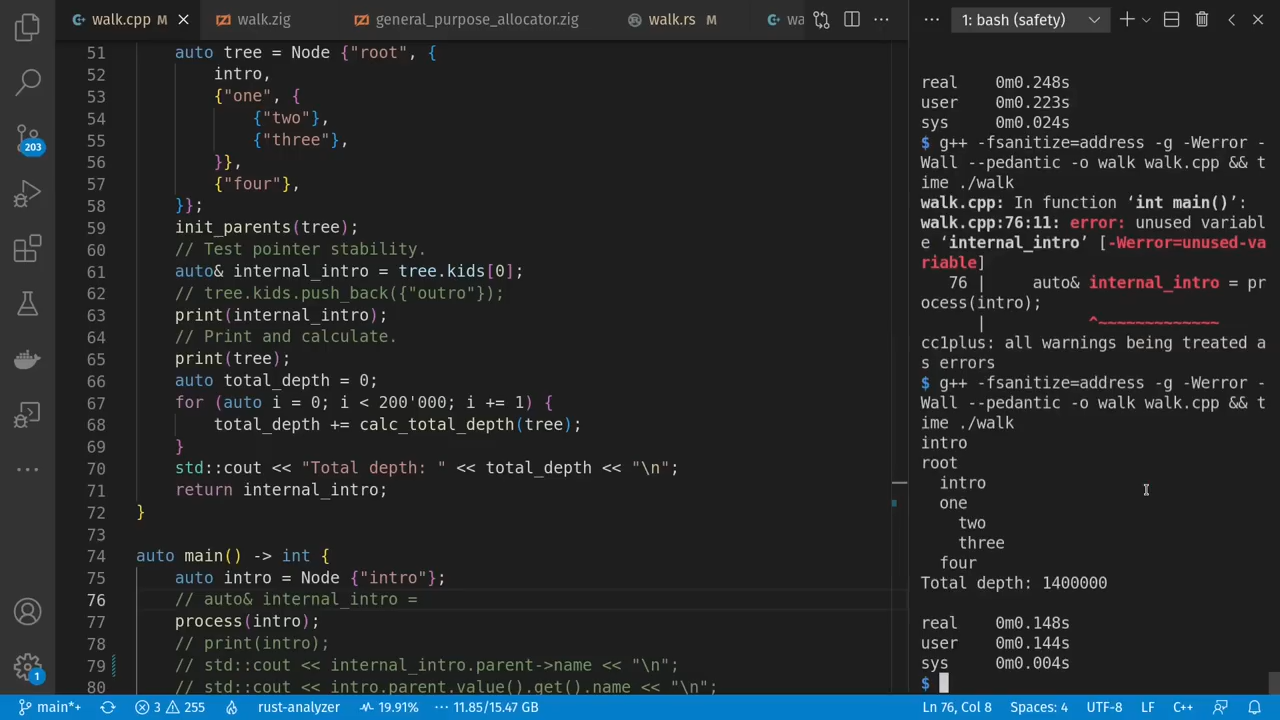 walk.cpp M
walk.zig
general_purpose_allocator.zig
walk.rs M
wa
1: bash (safety)
51 auto tree = Node {"root", {
52 intro,
53 {"one", {
54 {"two"},
55 {"three"},
56 }},
57 {"four"},
58 }};
59 init_parents(tree);
60 // Test pointer stability.
61 auto& internal_intro = tree.kids[0];
62 // tree.kids.push_back({"outro"});
63 print(internal_intro);
64 // Print and calculate.
65 print(tree);
66 auto total_depth = 0;
67 for (auto i = 0; i < 200'000; i += 1) {
68 total_depth += calc_total_depth(tree);
69 }
70 std::cout << "Total depth: " << total_depth << "\n";
71 return internal_intro;
72 }
73
74 auto main() -> int {
75 auto intro = Node {"intro"};
76 // auto& internal_intro =
77 process(intro);
78 // print(intro);
79 // std::cout << internal_intro.parent->name << "\n";
80 // std::cout << intro.parent.value().get().name << "\n";
real 0m0.248s
user 0m0.223s
sys 0m0.024s
$ g++ -fsanitize=address -g -Werror -
Wall --pedantic -o walk walk.cpp && t
ime ./walk
walk.cpp: In function ‘int main()’:
walk.cpp:76:11: error: unused variabl
e ‘internal_intro’ [-Werror=unused-va
riable]
76 | auto& internal_intro = pr
ocess(intro);
| ^~~~~~~~~~~~~~
cc1plus: all warnings being treated a
s errors
$ g++ -fsanitize=address -g -Werror -
Wall --pedantic -o walk walk.cpp && t
ime ./walk
intro
root
intro
one
two
three
four
Total depth: 1400000
real 0m0.148s
user 0m0.144s
sys 0m0.004s
$
203
1
main*+
3
255
rust-analyzer
19.91%
11.85/15.47 GB
Ln 76, Col 8
Spaces: 4
UTF-8
LF
C++